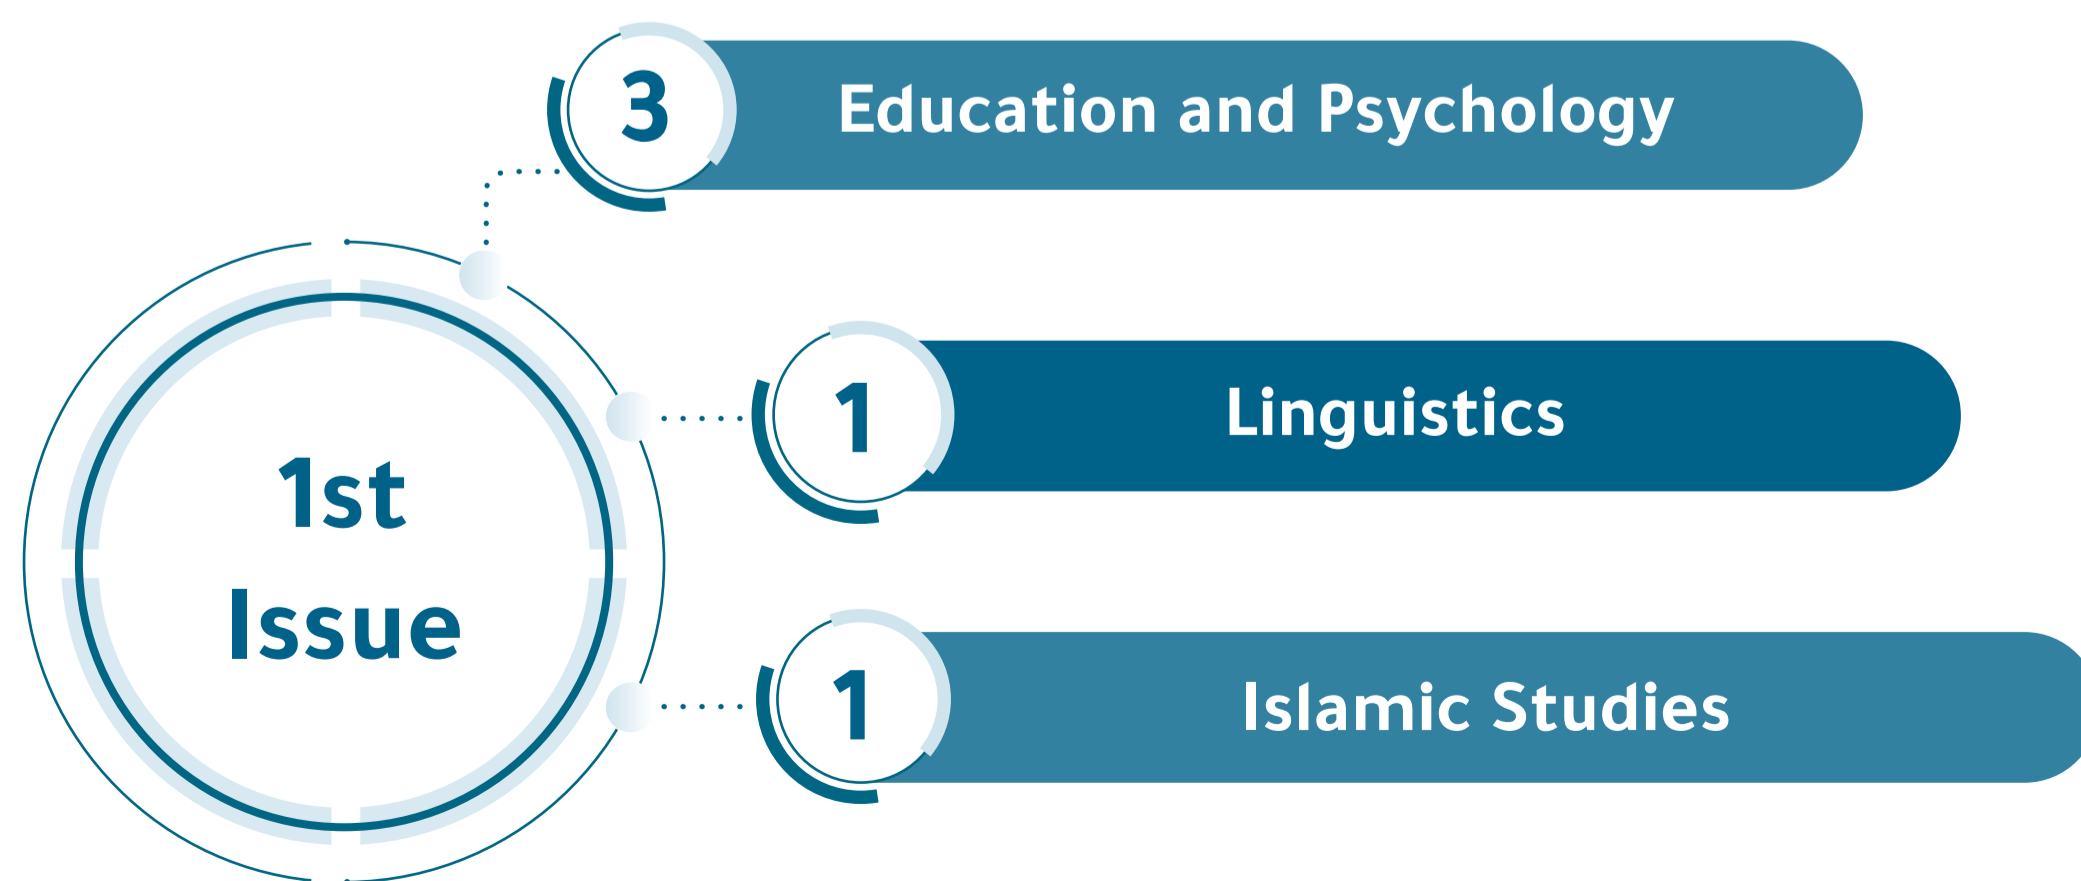 3
Education and Psychology
1
Linguistics
1st
Issue
1
Islamic Studies